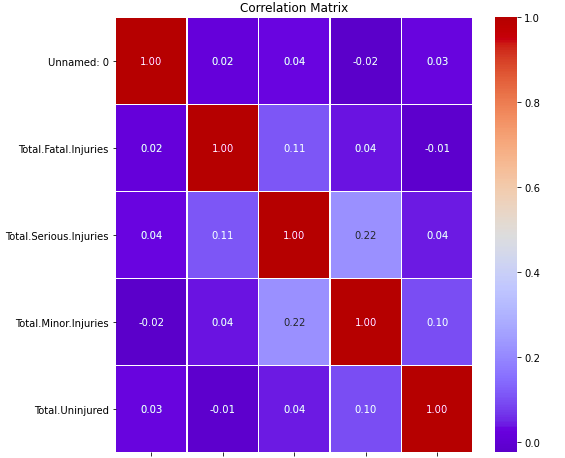 Correlation Matrix
Unnamed: 0 1.00 0.02 0.04 -0.02 0.03
Total.Fatal.Injuries 0.02 1.00 0.11 0.04 -0.01
Total.Serious.Injuries 0.04 0.11 1.00 0.22 0.04
Total.Minor.Injuries -0.02 0.04 0.22 1.00 0.10
Total.Uninjured 0.03 -0.01 0.04 0.10 1.00
1.0
0.8
0.6
0.4
0.2
0.0